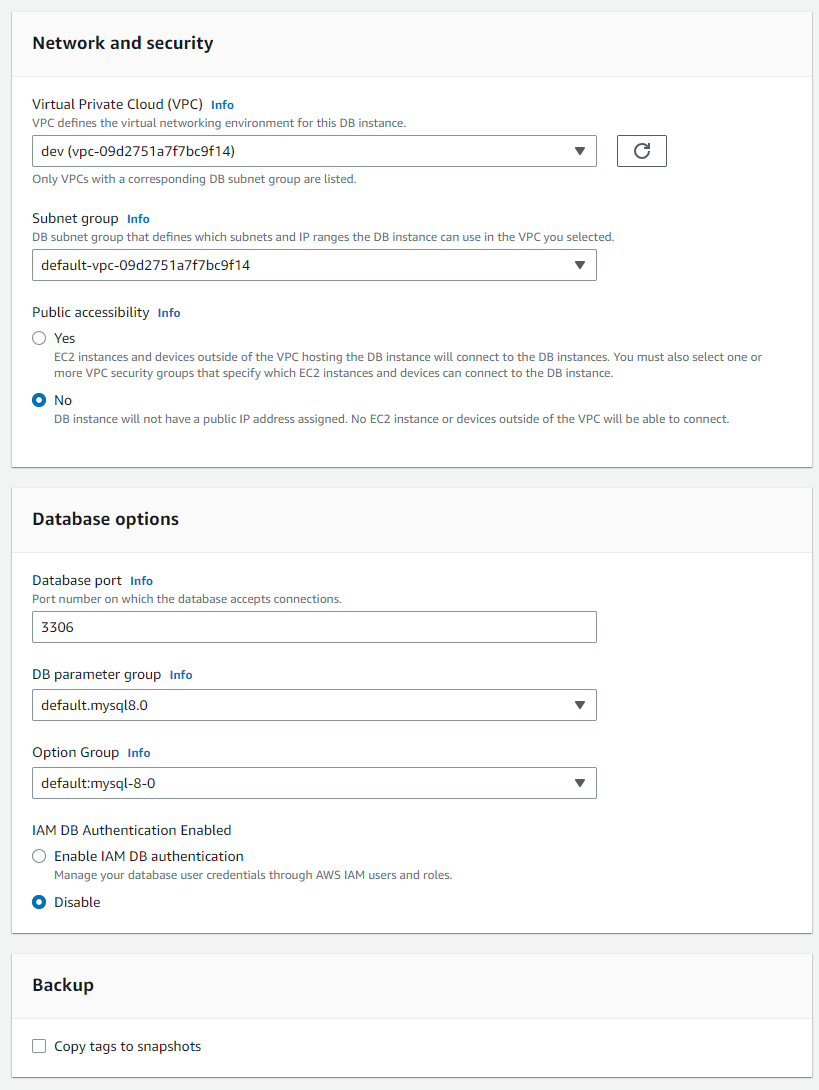 Network and security
Virtual Private Cloud (VPC) Info
VPC defines the virtual networking environment for this DB instance.
dev (vpc-09d2751a7f7bc9f14)
Only VPCs with a corresponding DB subnet group are listed.
Subnet group Info
DB subnet group that defines which subnets and IP ranges the DB instance can use in the VPC you selected.
default-vpc-09d2751a7f7bc9f14
Public accessibility Info
Yes
EC2 instances and devices outside of the VPC hosting the DB instance will connect to the DB instances. You must also select one or
more VPC security groups that specify which EC2 instances and devices can connect to the DB instance.
No
DB instance will not have a public IP address assigned. No EC2 instance or devices outside of the VPC will be able to connect.
Database options
Database port Info
Port number on which the database accepts connections.
3306
DB parameter group Info
default.mysql8.0
Option Group Info
default:mysql-8-0
IAM DB Authentication Enabled
Enable IAM DB authentication
Manage your database user credentials through AWS IAM users and roles.
Disable
Backup
Copy tags to snapshots